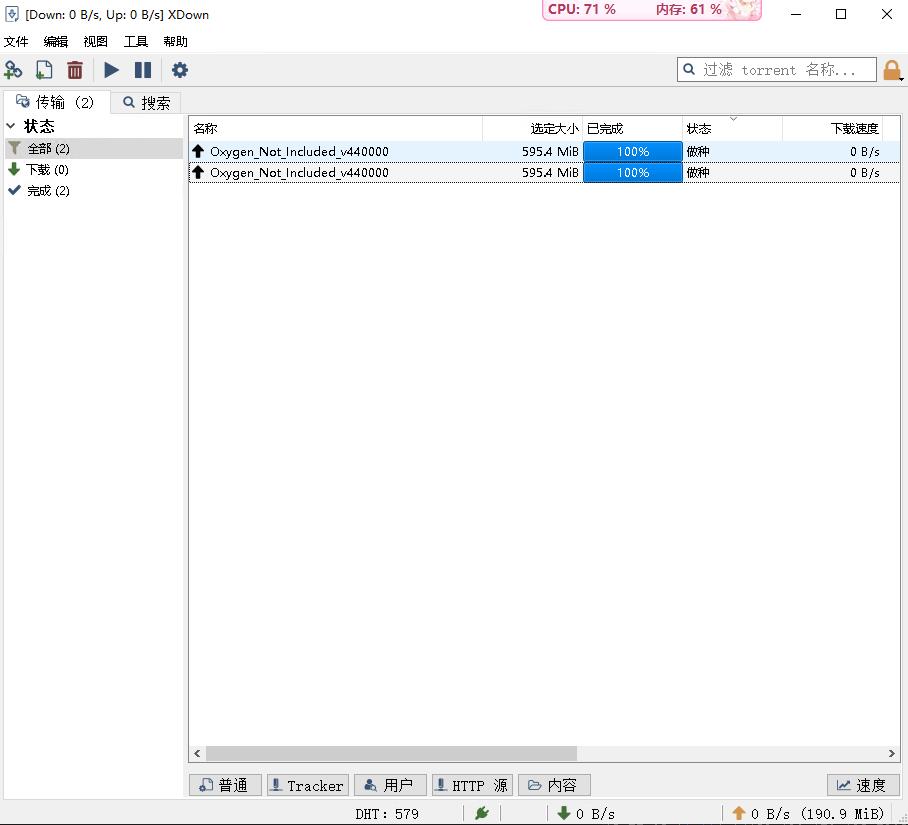 [Down: 0 B/s, Up: 0 B/s] XDown
CPU: 71 % 内存: 61 %
文件 编辑 视图 工具 帮助
过滤 torrent 名称...
传输 (2) 搜索
状态
全部 (2)
下载 (0)
完成 (2)
名称 选定大小 已完成 状态 下载速度
Oxygen_Not_Included_v440000 595.4 MiB 100% 做种 0 B/s
Oxygen_Not_Included_v440000 595.4 MiB 100% 做种 0 B/s
普通 Tracker 用户 HTTP 源 内容 速度
DHT: 579 0 B/s 0 B/s (190.9 MiB)